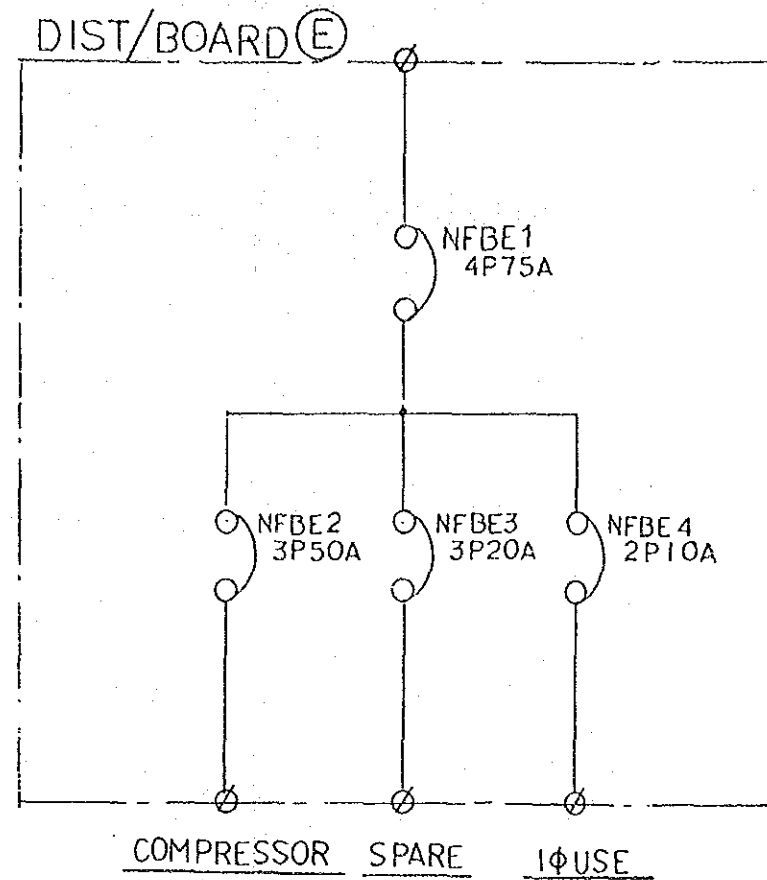 DIST/BOARD Ⓔ
NFBE1
4P75A
NFBE2
3P50A
NFBE3
3P20A
NFBE4
2P10A
COMPRESSOR
SPARE
1ΦUSE